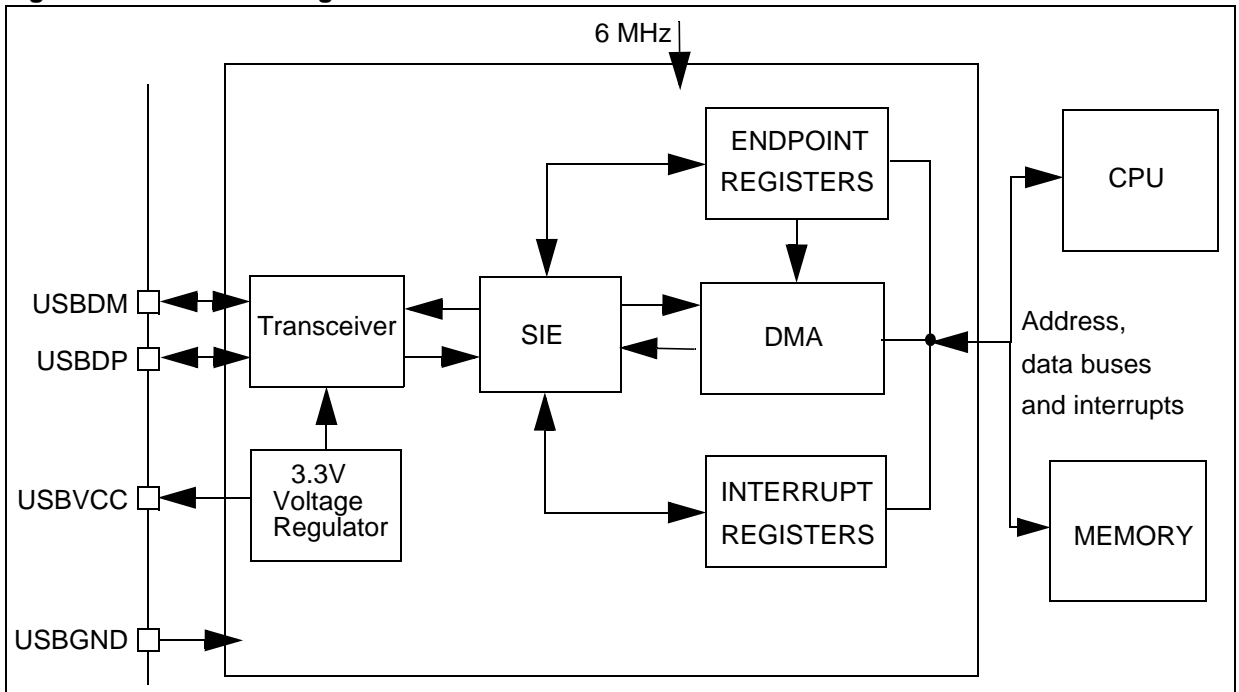 6 MHz
ENDPOINT
REGISTERS
CPU
USBDM
Transceiver
SIE
DMA
Address,
data buses
and interrupts
USBDP
3.3V
Voltage
Regulator
INTERRUPT
REGISTERS
MEMORY
USBVCC
USBGND